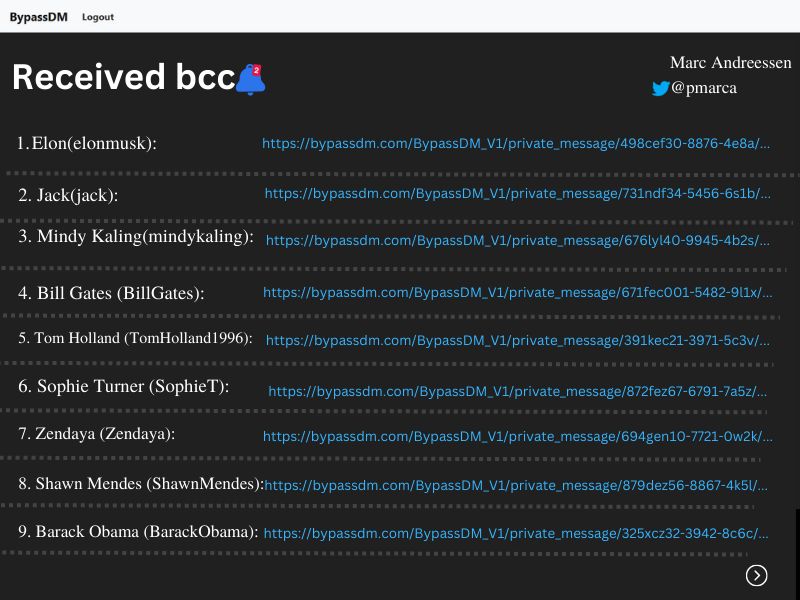 BypassDM Logout
Received bcc 2
Marc Andreessen
@pmarca
1. Elon(elonmusk): https://bypassdm.com/BypassDM_V1/private_message/498cef30-8876-4e8a/...
2. Jack(jack): https://bypassdm.com/BypassDM_V1/private_message/731ndf34-5456-6s1b/...
3. Mindy Kaling(mindykaling): https://bypassdm.com/BypassDM_V1/private_message/676lyl40-9945-4b2s/...
4. Bill Gates (BillGates): https://bypassdm.com/BypassDM_V1/private_message/671fec001-5482-9l1x/...
5. Tom Holland (TomHolland1996): https://bypassdm.com/BypassDM_V1/private_message/391kec21-3971-5c3v/...
6. Sophie Turner (SophieT): https://bypassdm.com/BypassDM_V1/private_message/872fez67-6791-7a5z/...
7. Zendaya (Zendaya): https://bypassdm.com/BypassDM_V1/private_message/694gen10-7721-0w2k/...
8. Shawn Mendes (ShawnMendes): https://bypassdm.com/BypassDM_V1/private_message/879dez56-8867-4k5l/...
9. Barack Obama (BarackObama): https://bypassdm.com/BypassDM_V1/private_message/325xcz32-3942-8c6c/...